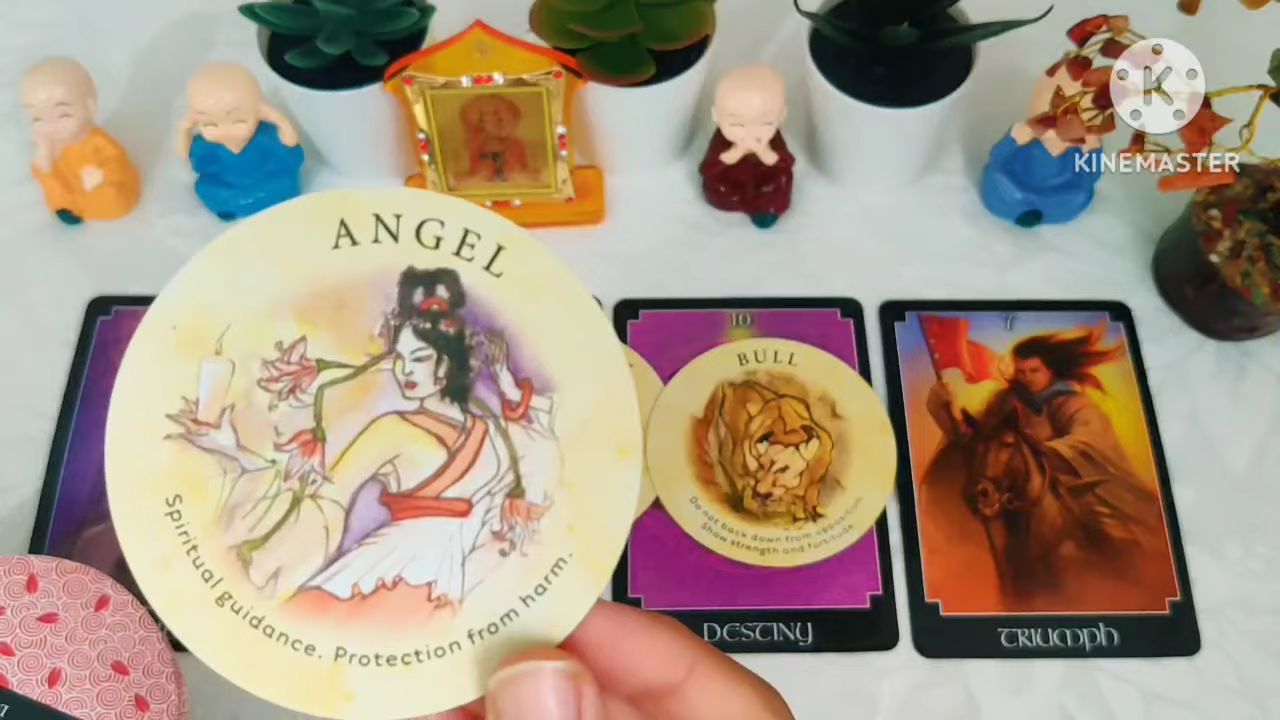 K
KINEMASTER
ANGEL
Spiritual guidance. Protection from harm.
10
BULL
Do not back down from opposition.
Show strength and fortitude.
DESTINY
7
TRIUMPH